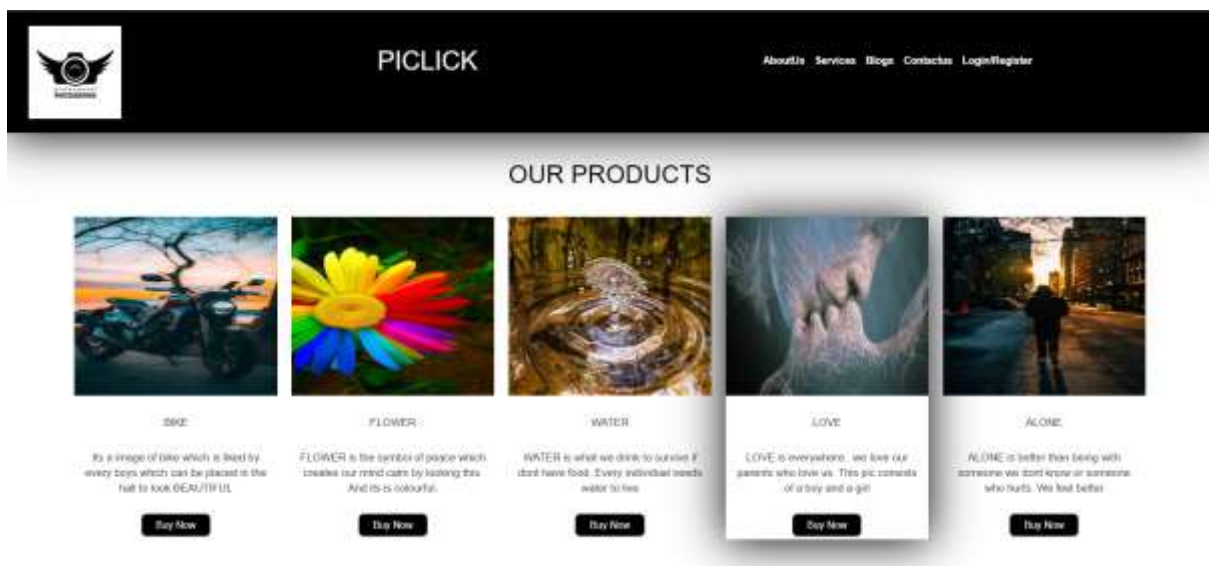 PICLICK
AboutUs Services Blogs Contactus Login/Register
OUR PRODUCTS
BIKE
Its a image of bike which is liked by
every boys which can be placed in the
hall to look BEAUTIFUL
Buy Now
FLOWER
FLOWER is the symbol of peace which
creates our mind calm by looking this
And its is colourful.
Buy Now
WATER
WATER is what we drink to survive if
dont have food. Every individual needs
water to live
Buy Now
LOVE
LOVE is everywhere.. we love our
parents who love us. This pic consists
of a boy and a girl
Buy Now
ALONE
ALONE is better than being with
someone we dont know or someone
who hurts. We feel better
Buy Now